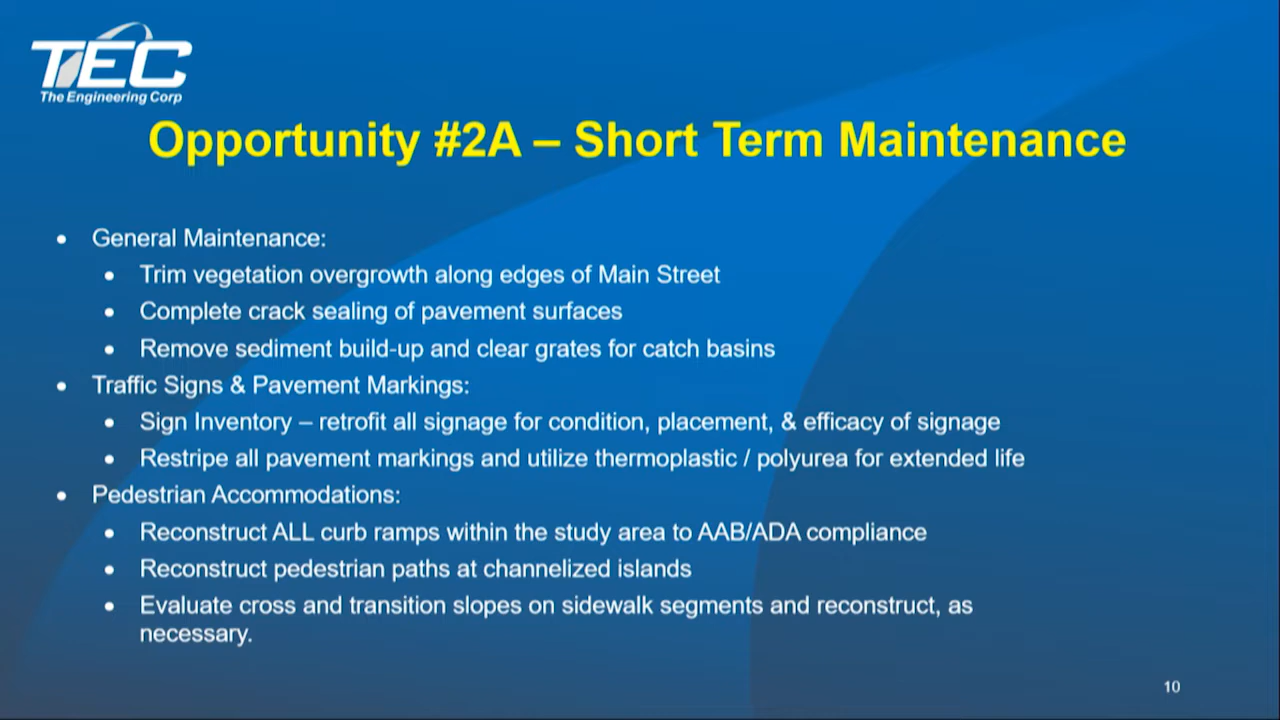 TEC
The Engineering Corp
Opportunity #2A – Short Term Maintenance
• General Maintenance:
• Trim vegetation overgrowth along edges of Main Street
• Complete crack sealing of pavement surfaces
• Remove sediment build-up and clear grates for catch basins
• Traffic Signs & Pavement Markings:
• Sign Inventory – retrofit all signage for condition, placement, & efficacy of signage
• Restripe all pavement markings and utilize thermoplastic / polyurea for extended life
• Pedestrian Accommodations:
• Reconstruct ALL curb ramps within the study area to AAB/ADA compliance
• Reconstruct pedestrian paths at channelized islands
• Evaluate cross and transition slopes on sidewalk segments and reconstruct, as
necessary.
10